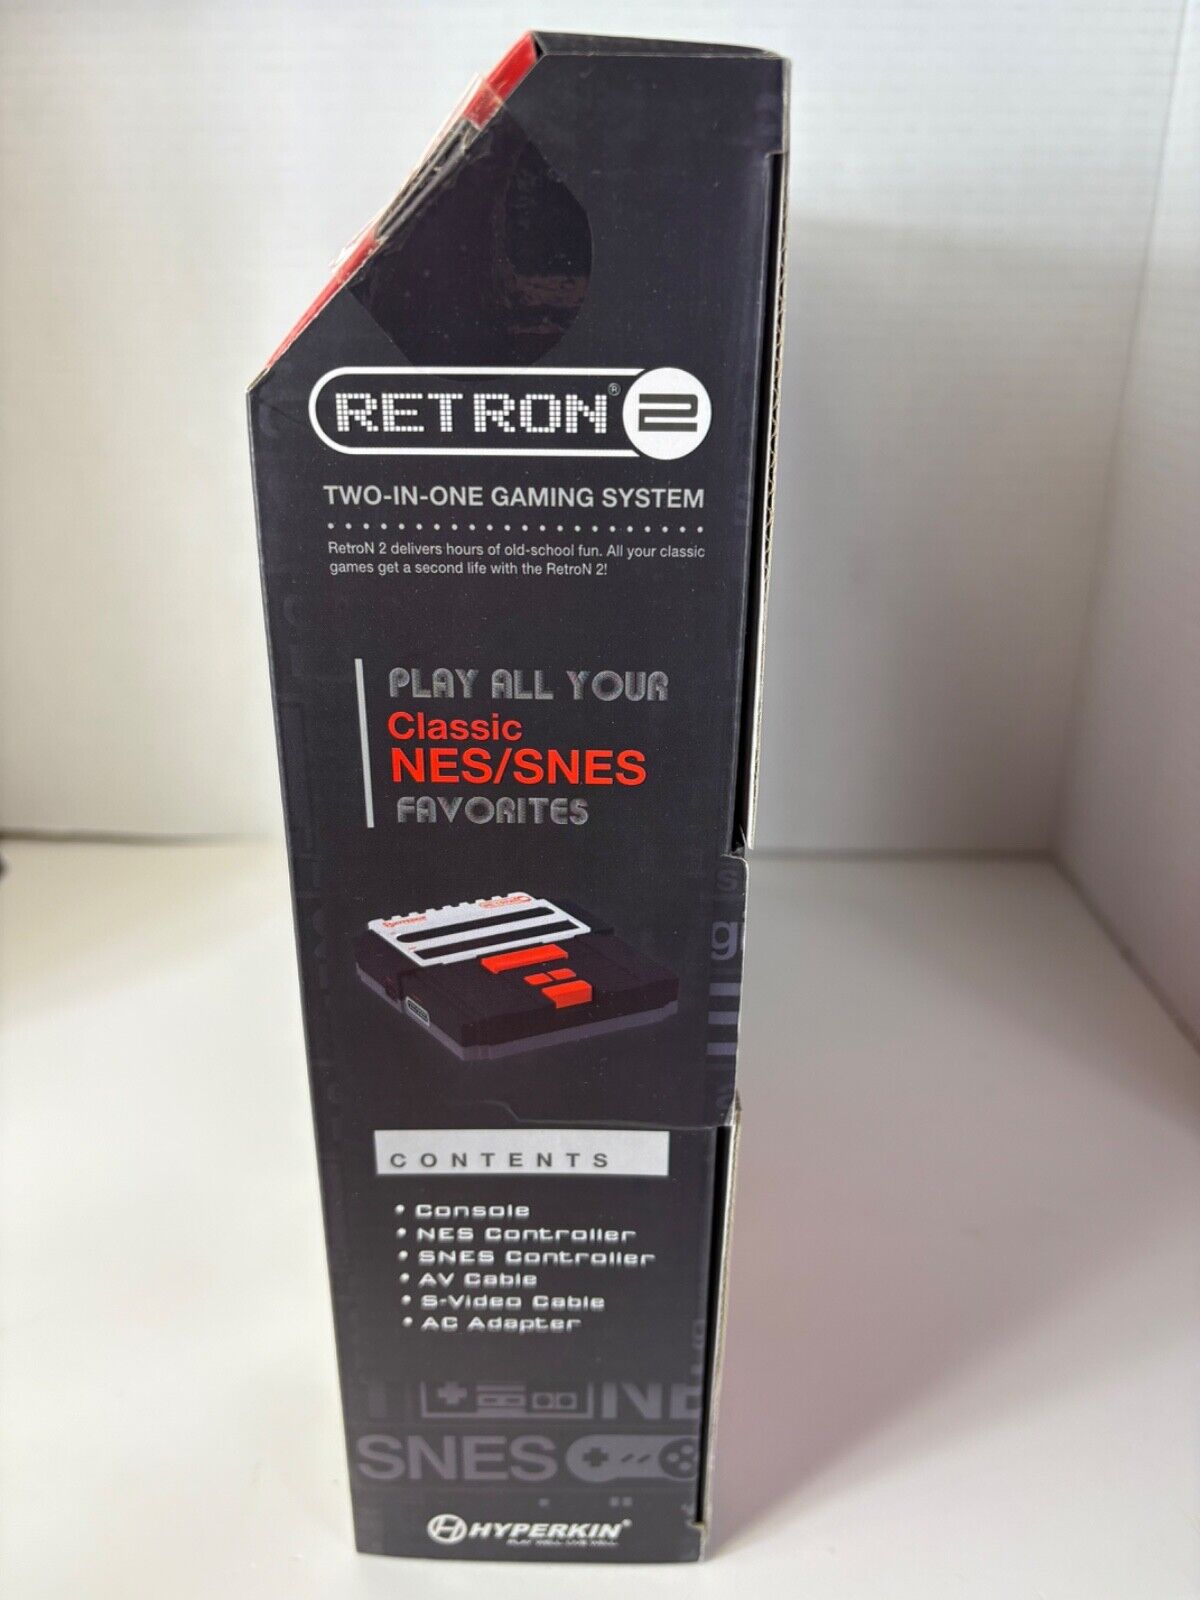 RETRON® 2
TWO-IN-ONE GAMING SYSTEM
RetroN 2 delivers hours of old-school fun. All your classic
games get a second life with the RetroN 2!
PLAY ALL YOUR
Classic
NES/SNES
FAVORITES
CONTENTS
• Console
• NES Controller
• SNES Controller
• AV Cable
• S-Video Cable
• AC Adapter
SNES
HYPERKIN®